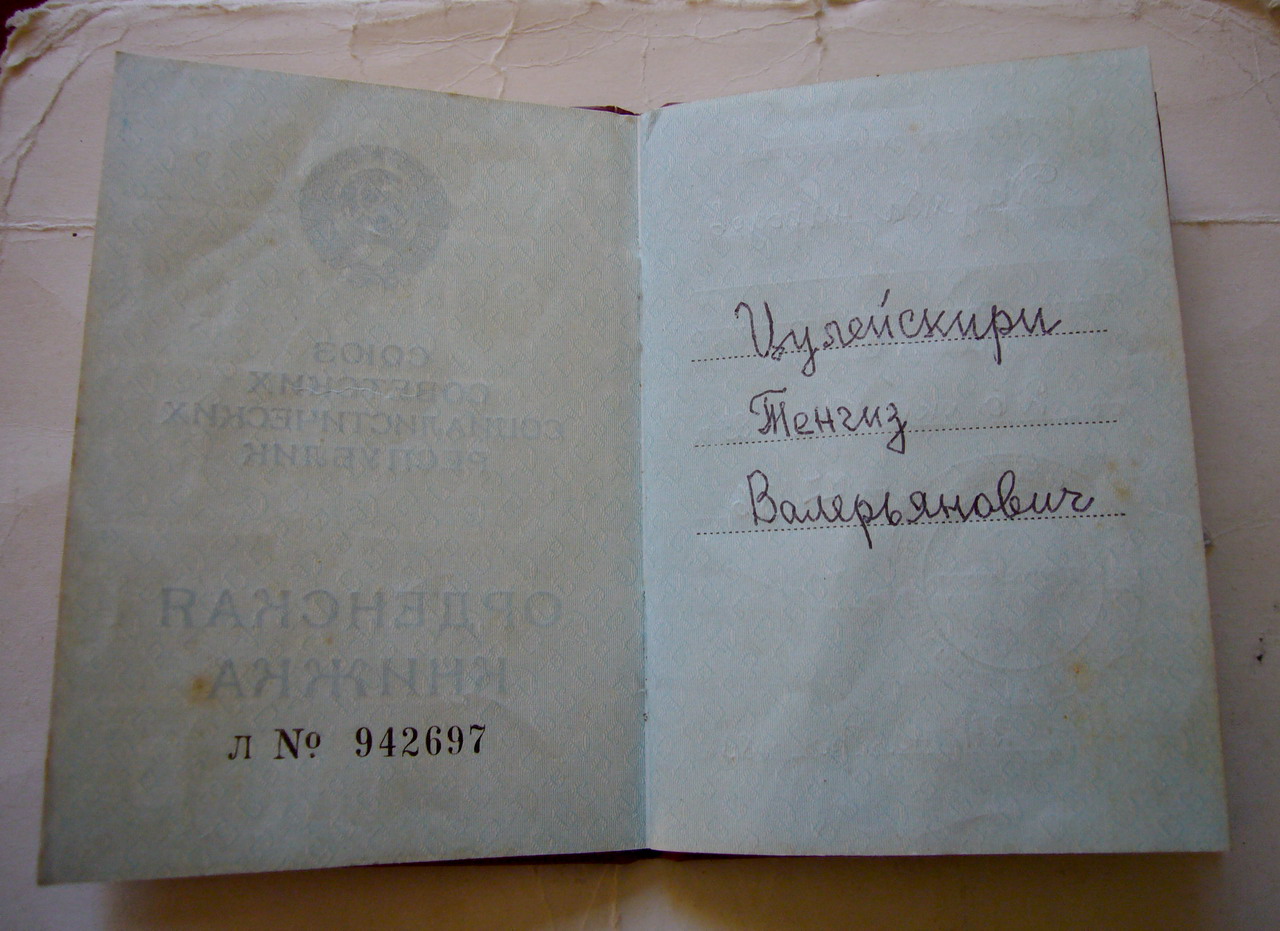 СОЮЗ
СОВЕТСКИХ
СОЦИАЛИСТИЧЕСКИХ
РЕСПУБЛИК
ОРДЕНСКАЯ
КНИЖКА
Л № 942697
Цулейскири
Тенгиз
Валерьянович